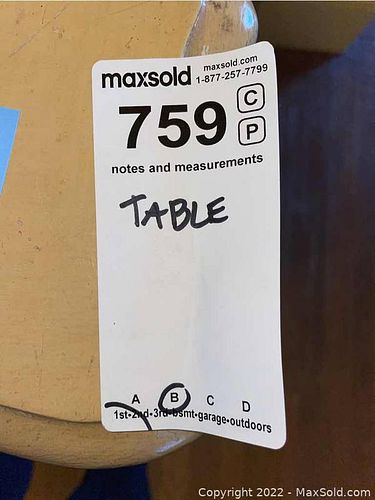 maxsold maxsold.com
1-877-257-7799
759 C
P
notes and measurements
TABLE
A B C D
1st•2nd•3rd•bsmt•garage•outdoors
Copyright 2022 - MaxSold.com